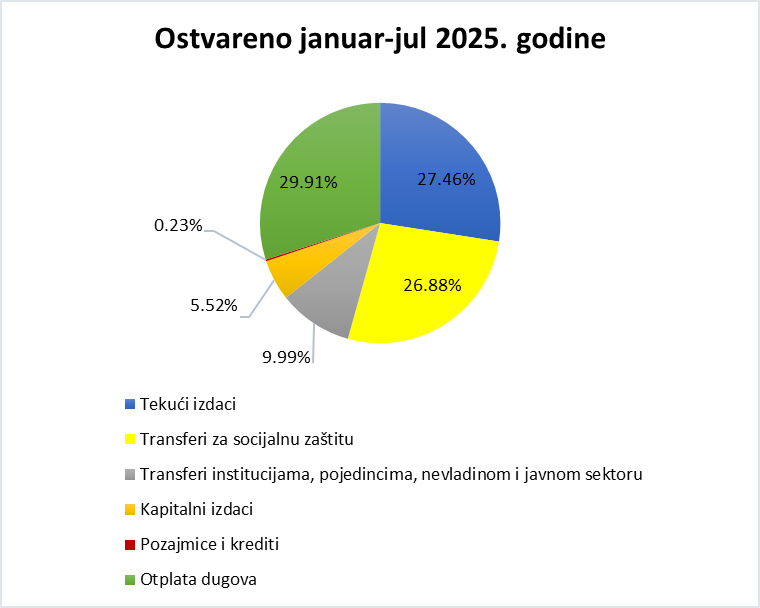 Ostvareno januar-jul 2025. godine
29.91%
27.46%
0.23%
26.88%
5.52%
9.99%
Tekući izdaci
Transferi za socijalnu zaštitu
Transferi institucijama, pojedincima, nevladinom i javnom sektoru
Kapitalni izdaci
Pozajmice i krediti
Otplata dugova